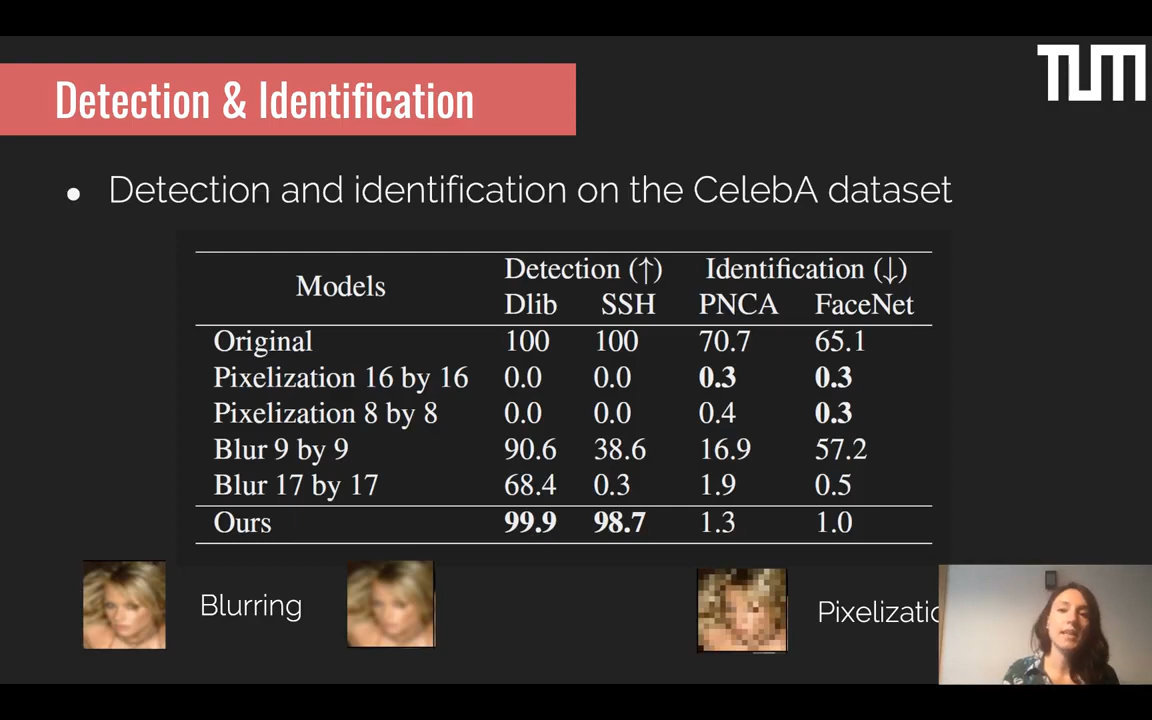 TUM
Detection & Identification
● Detection and identification on the CelebA dataset
Models Detection (↑) Identification (↓)
Dlib SSH PNCA FaceNet
Original 100 100 70.7 65.1
Pixelization 16 by 16 0.0 0.0 0.3 0.3
Pixelization 8 by 8 0.0 0.0 0.4 0.3
Blur 9 by 9 90.6 38.6 16.9 57.2
Blur 17 by 17 68.4 0.3 1.9 0.5
Ours 99.9 98.7 1.3 1.0
Blurring
Pixelizatio